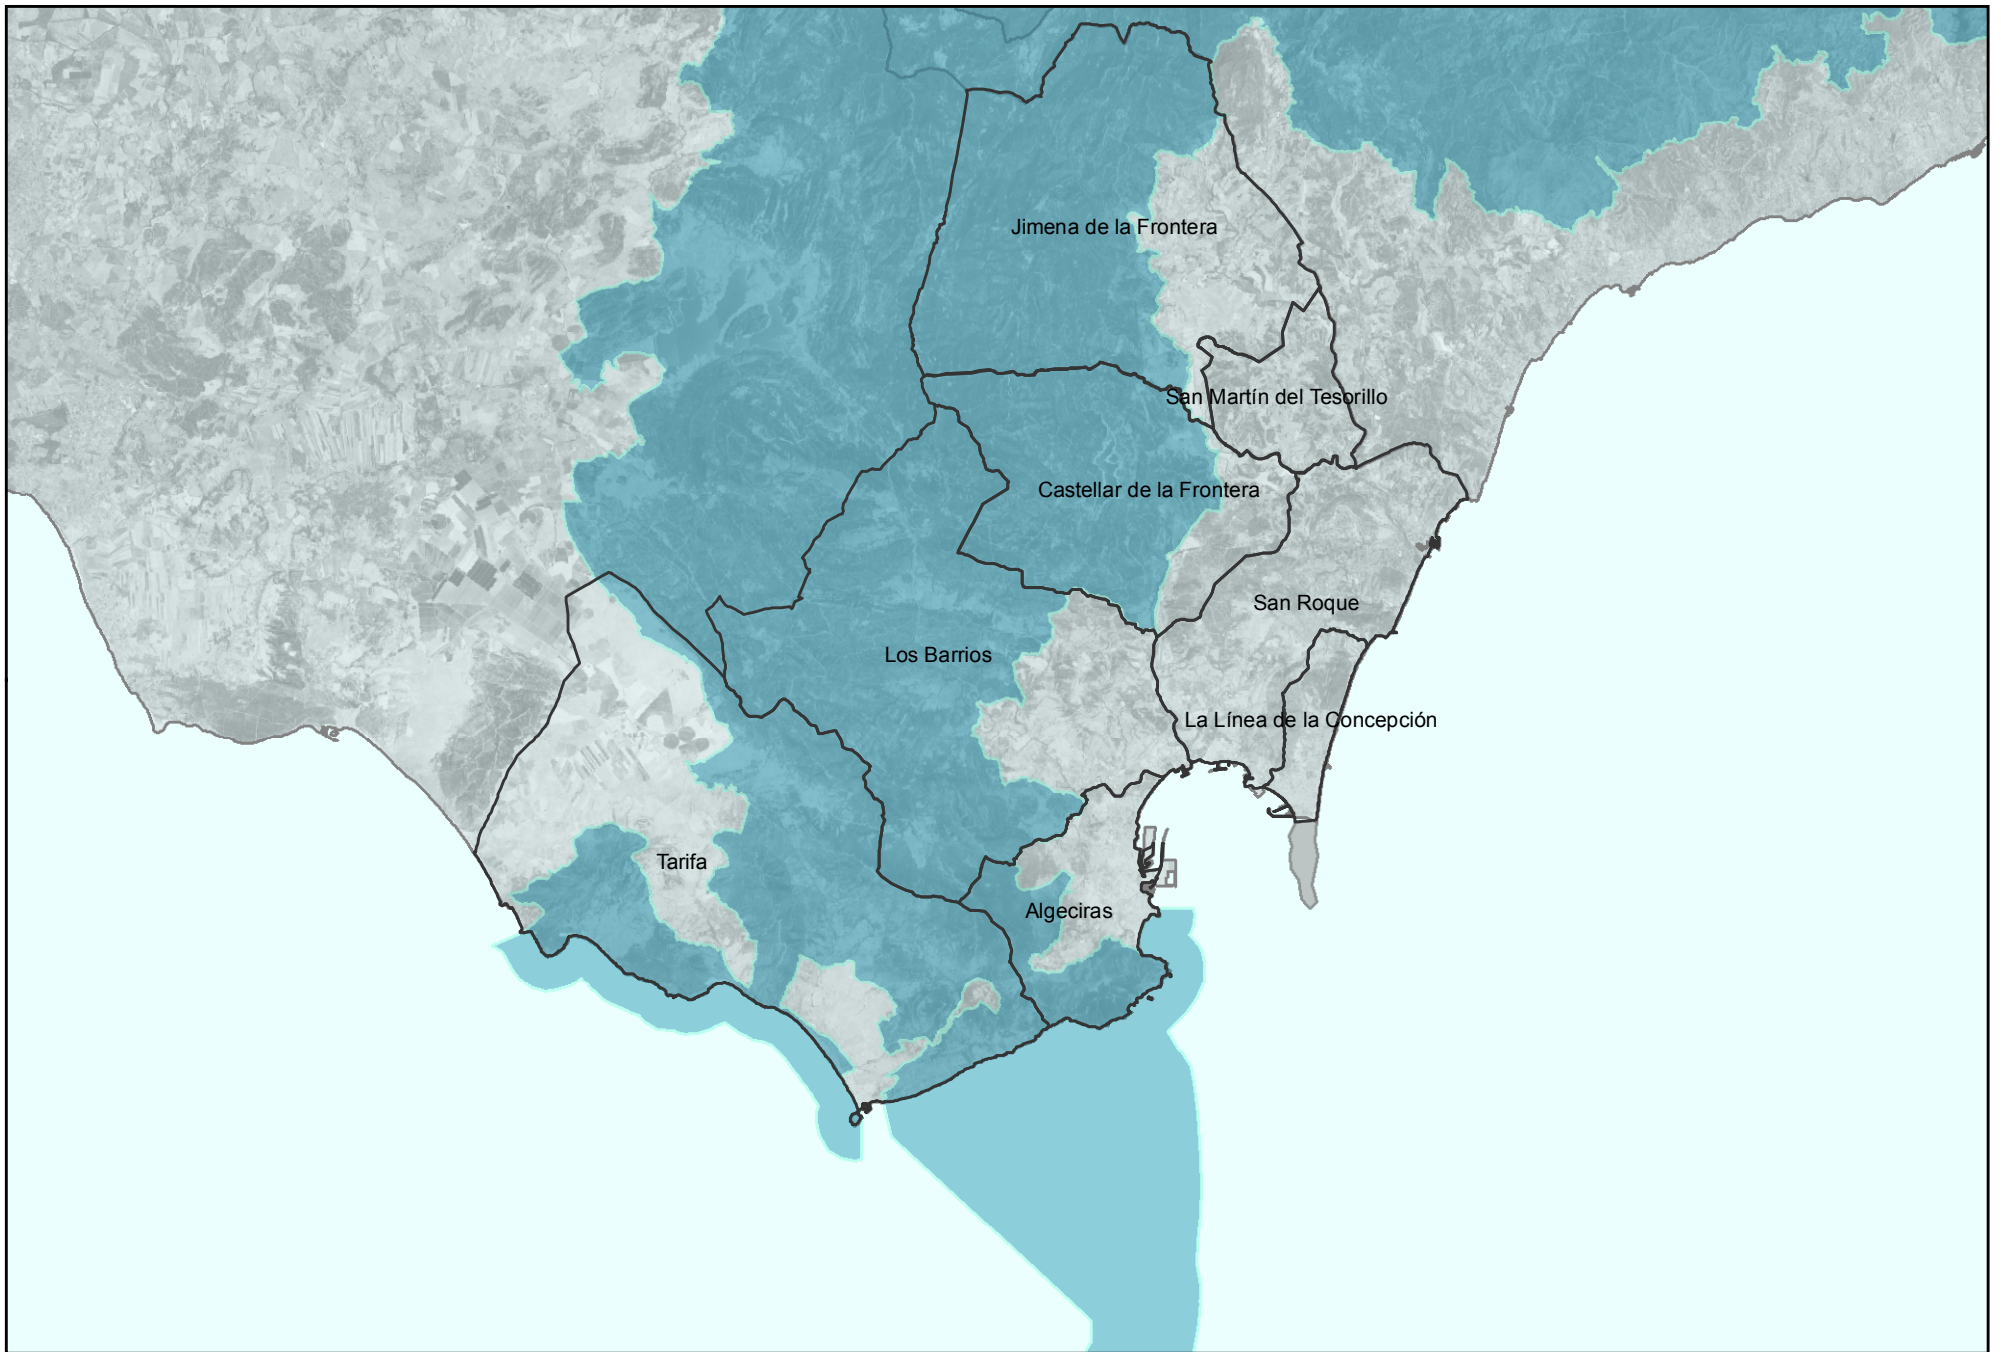 Jimena de la Frontera
San Martín del Tesorillo
Castellar de la Frontera
San Roque
Los Barrios
La Línea de la Concepción
Tarifa
Algeciras